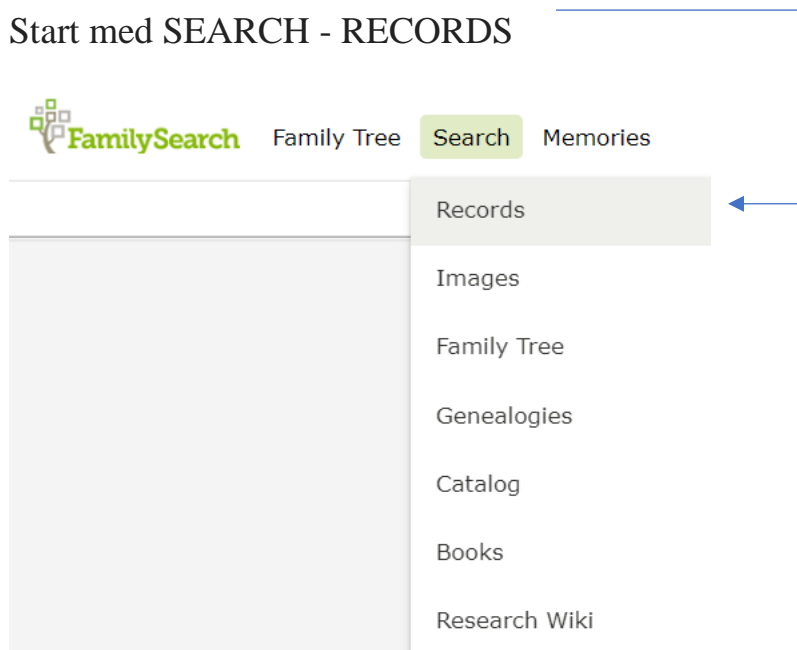 Start med SEARCH - RECORDS
FamilySearch Family Tree Search Memories
Records
Images
Family Tree
Genealogies
Catalog
Books
Research Wiki